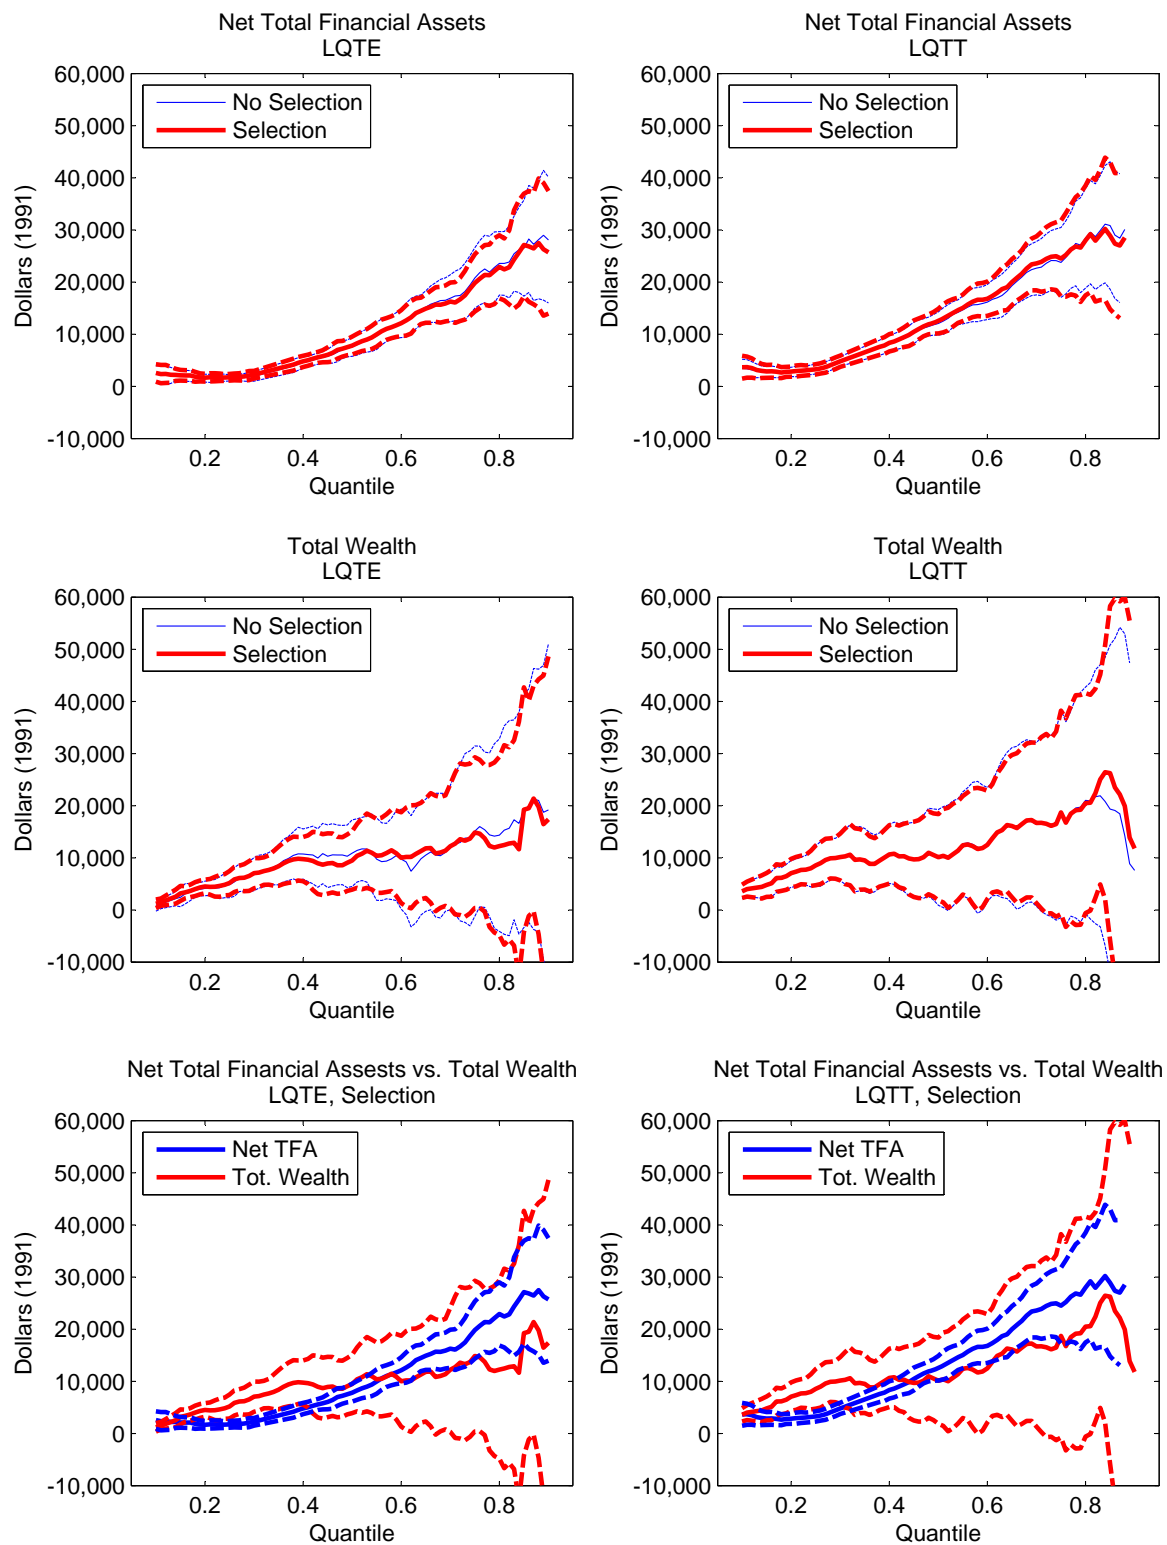 Net Total Financial Assets
LQTE
60,000
50,000
40,000
30,000
20,000
10,000
0
-10,000
Dollars (1991)
No Selection
Selection
0.2 0.4 0.6 0.8
Quantile
Net Total Financial Assets
LQTT
60,000
50,000
40,000
30,000
20,000
10,000
0
-10,000
Dollars (1991)
No Selection
Selection
0.2 0.4 0.6 0.8
Quantile
Total Wealth
LQTE
60,000
50,000
40,000
30,000
20,000
10,000
0
-10,000
Dollars (1991)
No Selection
Selection
0.2 0.4 0.6 0.8
Quantile
Total Wealth
LQTT
60,000
50,000
40,000
30,000
20,000
10,000
0
-10,000
Dollars (1991)
No Selection
Selection
0.2 0.4 0.6 0.8
Quantile
Net Total Financial Assests vs. Total Wealth
LQTE, Selection
60,000
50,000
40,000
30,000
20,000
10,000
0
-10,000
Dollars (1991)
Net TFA
Tot. Wealth
0.2 0.4 0.6 0.8
Quantile
Net Total Financial Assests vs. Total Wealth
LQTT, Selection
60,000
50,000
40,000
30,000
20,000
10,000
0
-10,000
Dollars (1991)
Net TFA
Tot. Wealth
0.2 0.4 0.6 0.8
Quantile